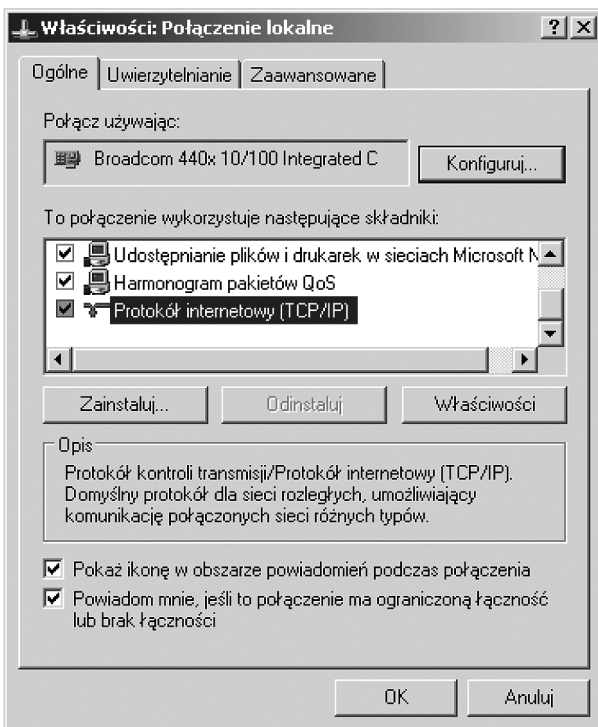 Właściwości: Połączenie lokalne
Ogólne Uwierzytelnianie Zaawansowane
Połącz używając:
Broadcom 440x 10/100 Integrated C
Konfiguruj...
To połączenie wykorzystuje następujące składniki:
Udostępnianie plików i drukarek w sieciach Microsoft N
Harmonogram pakietów QoS
Protokół internetowy (TCP/IP)
Zainstaluj... Odinstaluj Właściwości
Opis
Protokół kontroli transmisji/Protokół internetowy (TCP/IP).
Domyślny protokół dla sieci rozległych, umożliwiający
komunikację połączonych sieci różnych typów.
Pokaż ikonę w obszarze powiadomień podczas połączenia
Powiadom mnie, jeśli to połączenie ma ograniczoną łączność
lub brak łączności
OK Anuluj